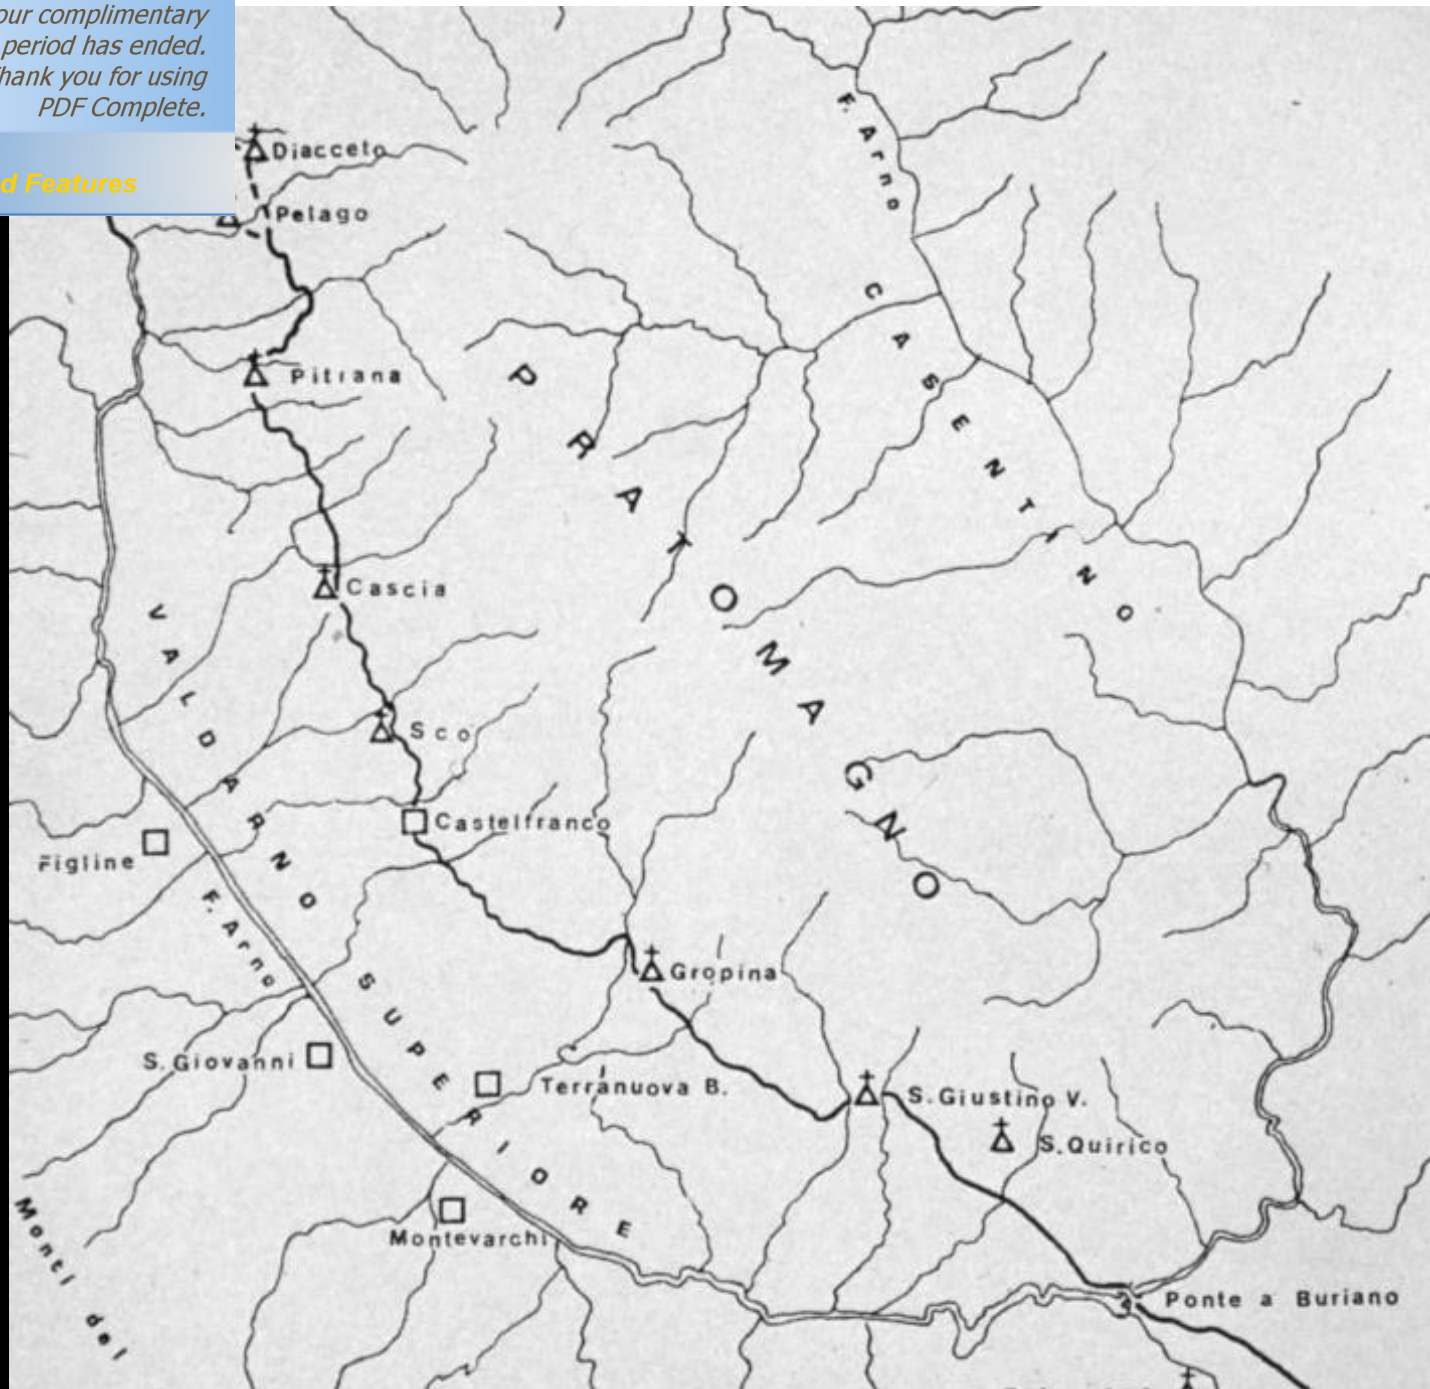 our complimentary
period has ended.
hank you for using
PDF Complete.
d Features
F. Arno
Diacceto
Pelago
CASENTINO
Pitiana
PRATOMAGNO
Cascia
VALDARNO SUPERIORE
Sco
Castelfranco
Figline
F. Arno
Gropina
S. Giovanni
Terranuova B.
S. Giustino V.
S. Quirico
Montevarchi
Monti del
Ponte a Buriano